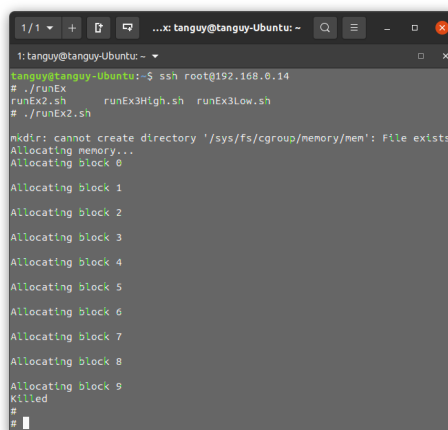 1/1
...x: tanguy@tanguy-Ubuntu: ~
1: tanguy@tanguy-Ubuntu: ~
tanguy@tanguy-Ubuntu:~$ ssh root@192.168.0.14
# ./runEx
runEx2.sh runEx3High.sh runEx3Low.sh
# ./runEx2.sh
mkdir: cannot create directory '/sys/fs/cgroup/memory/mem': File exists
Allocating memory...
Allocating block 0
Allocating block 1
Allocating block 2
Allocating block 3
Allocating block 4
Allocating block 5
Allocating block 6
Allocating block 7
Allocating block 8
Allocating block 9
Killed
#
#